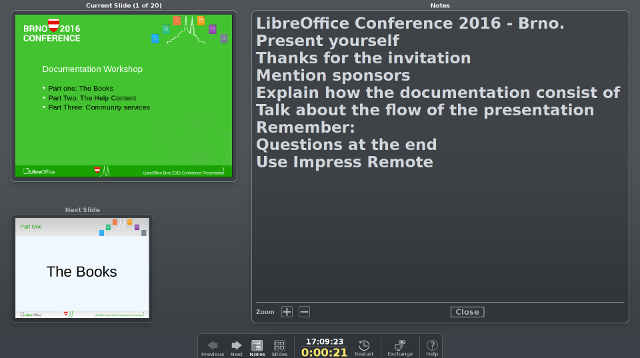 Current Slide (1 of 20)
BRNO 2016
CONFERENCE
Documentation Workshop
Part one: The Books
Part Two: The Help Content
Part Three: Community services
LibreOffice
LibreOffice Brno 2016 Conference Presentation
Next Slide
Part One
The Books
Notes
LibreOffice Conference 2016 - Brno.
Present yourself
Thanks for the invitation
Mention sponsors
Explain how the documentation consist of
Talk about the flow of the presentation
Remember:
Questions at the end
Use Impress Remote
Zoom
Close
Previous
Next
Notes
Slides
17:09:23
0:00:21
Restart
Exchange
Help